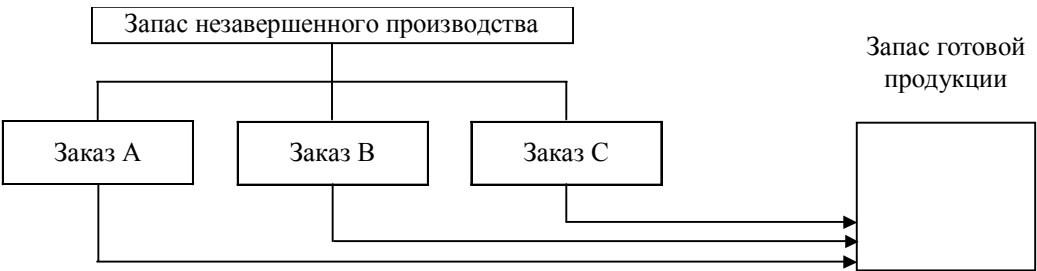 Запас незавершенного производства
Запас готовой
продукции
Заказ А
Заказ В
Заказ С